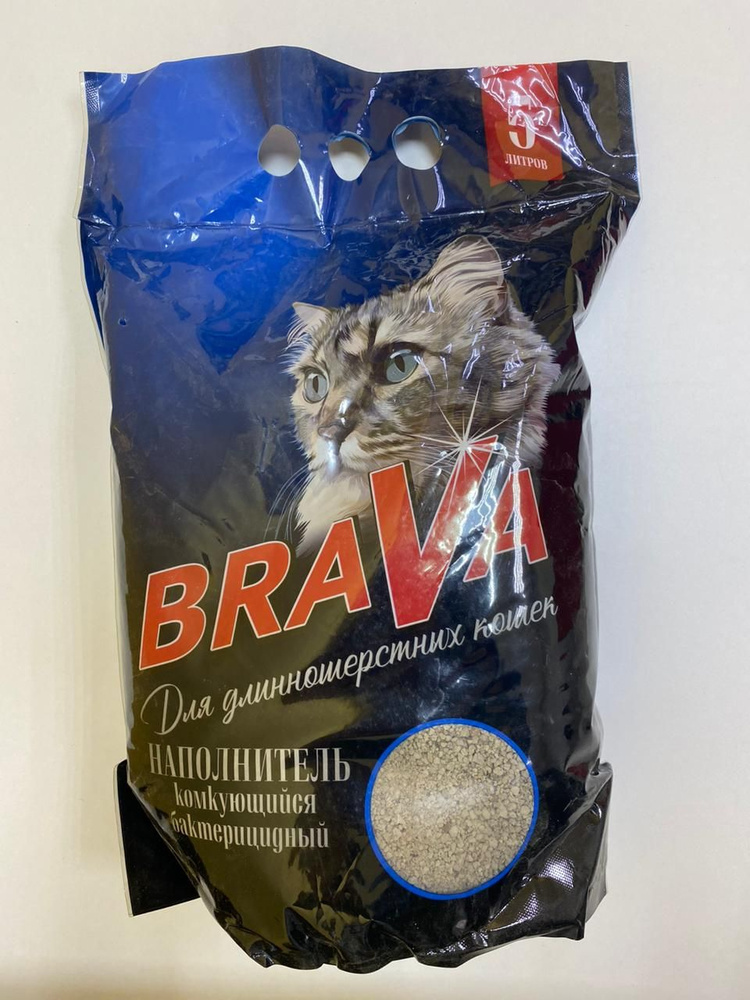 5
ЛИТРОВ
BRAVA
Для длинношерстних кошек
НАПОЛНИТЕЛЬ
комкующийся
бактерицидный